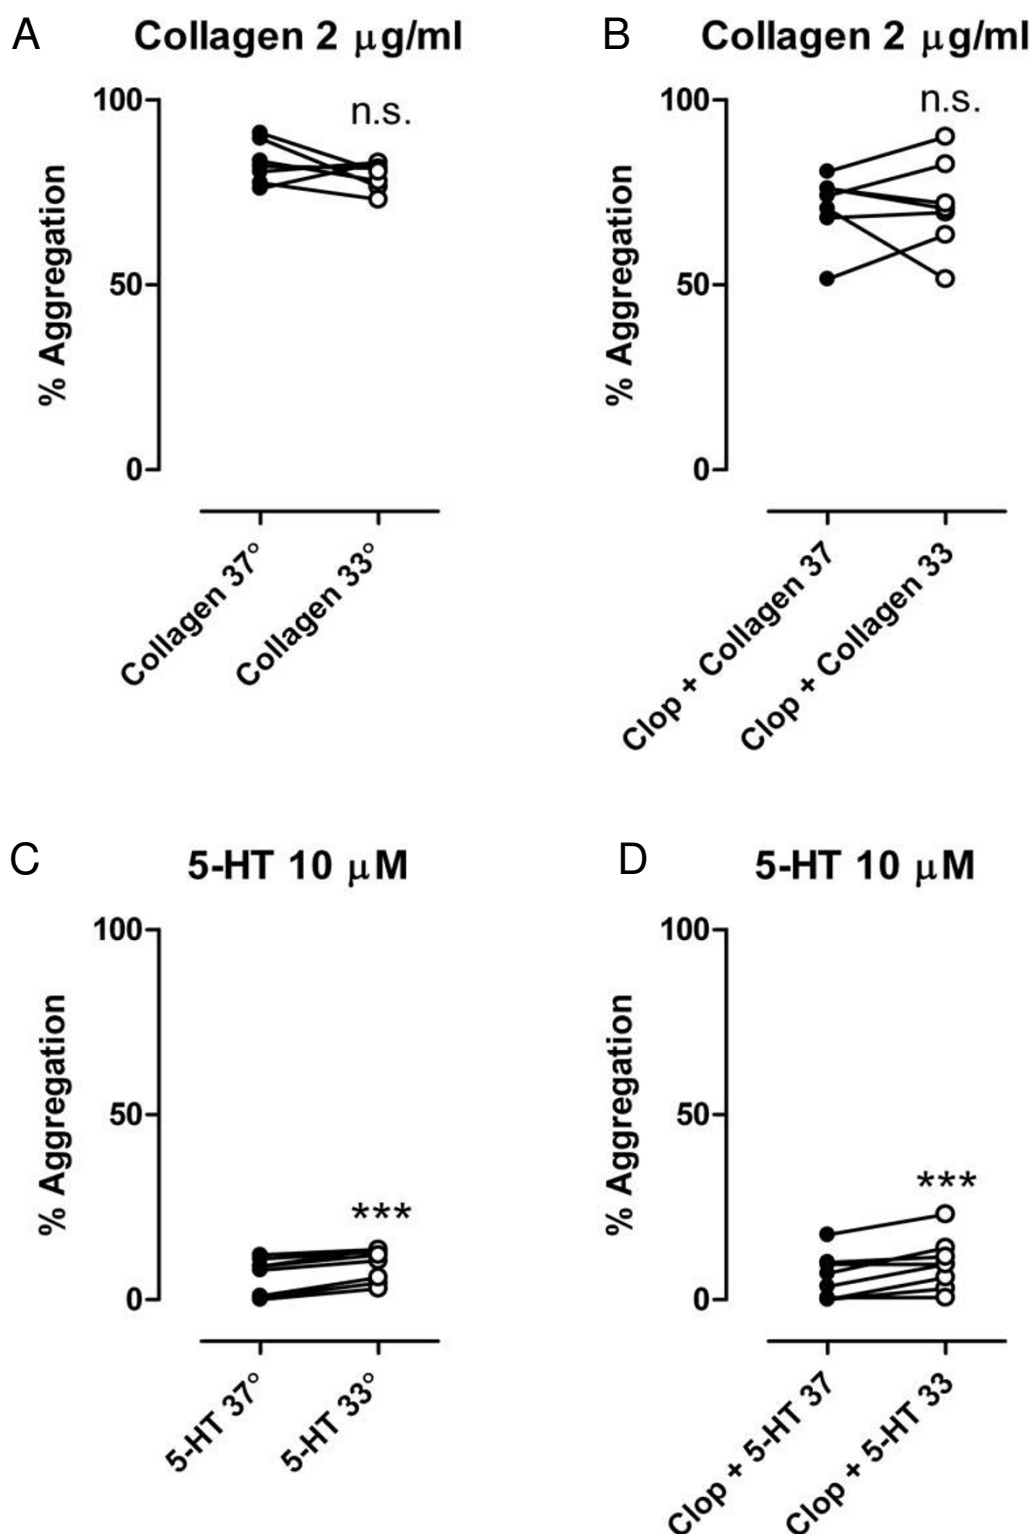 A
Collagen 2 μg/ml
100
50
0
% Aggregation
n.s.
Collagen 37°
Collagen 33°
B
Collagen 2 μg/ml
100
50
0
% Aggregation
n.s.
Clop + Collagen 37
Clop + Collagen 33
C
5-HT 10 μM
100
50
0
% Aggregation
***
5-HT 37°
5-HT 33°
D
5-HT 10 μM
100
50
0
% Aggregation
***
Clop + 5-HT 37
Clop + 5-HT 33